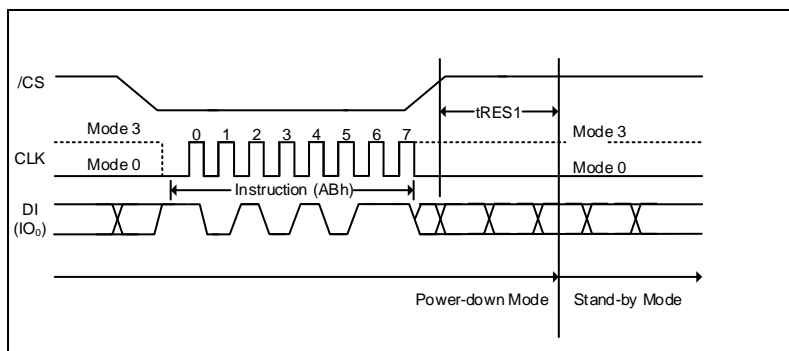 /CS
tRES1
Mode 3
0 1 2 3 4 5 6 7
Mode 3
CLK
Mode 0
Mode 0
Instruction (ABh)
DI
(IO₀)
Power-down Mode
Stand-by Mode